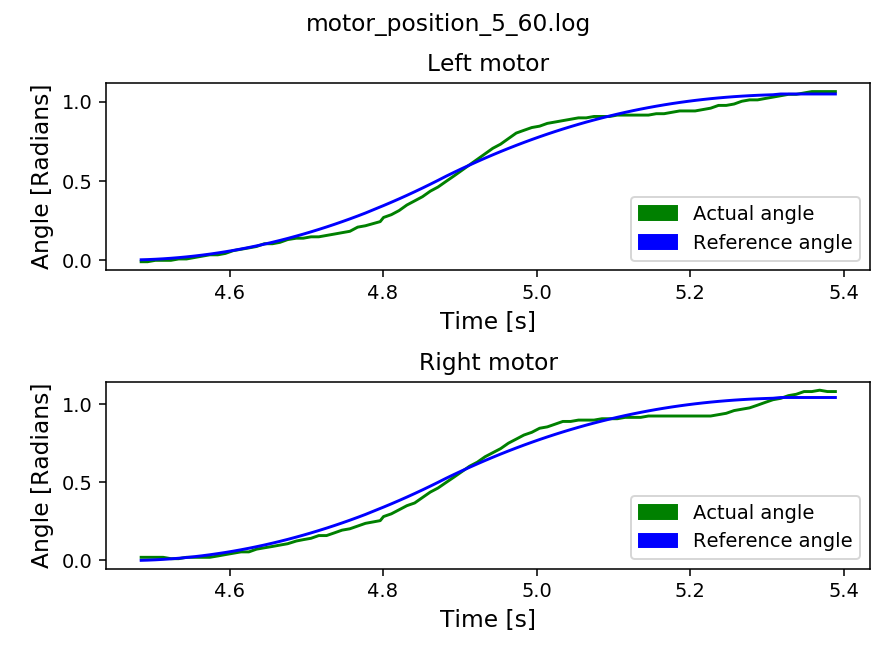 motor_position_5_60.log
Left motor
Angle [Radians]
1.0
0.5
0.0
Actual angle
Reference angle
4.6 4.8 5.0 5.2 5.4
Time [s]
Right motor
Angle [Radians]
1.0
0.5
0.0
Actual angle
Reference angle
4.6 4.8 5.0 5.2 5.4
Time [s]